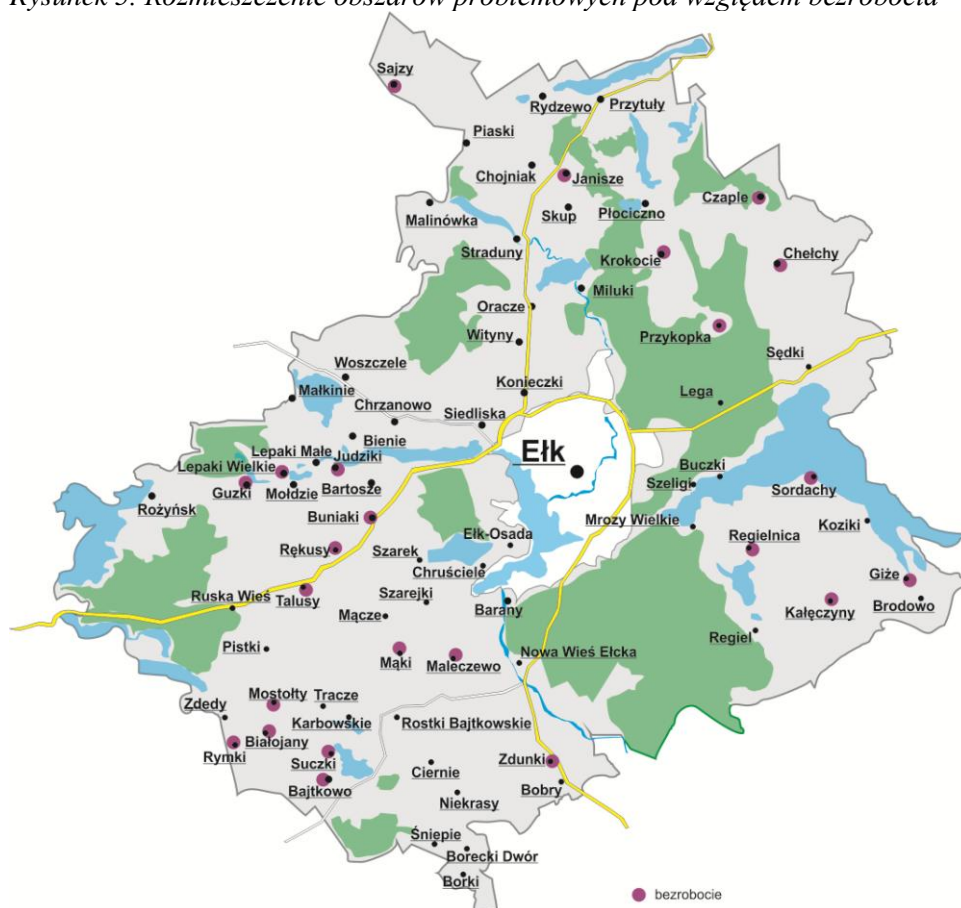 Rysunek 3. Rozmieszczenie obszarów problemowych pod względem bezrobocia
Sajzy
Rydzewo
Przytuły
Piaski
Chojniak
Janisze
Czaple
Malinówka
Skup
Płociczno
Straduny
Krokocie
Chełchy
Miluki
Oracze
Przykopka
Wityny
Sędki
Woszczele
Małkinie
Konieczki
Lega
Chrzanowo
Siedliska
Bienie
Ełk
Lepaki Małe
Judziki
Lepaki Wielkie
Buczki
Guzki
Mołdzie
Bartosze
Szeligi
Sordachy
Rożyńsk
Buniaki
Mrozy Wielkie
Koziki
Ełk-Osada
Regielnica
Rękusy
Szarek
Chruściele
Giże
Talusy
Szarejki
Ruska Wieś
Barany
Kałęczyny
Brodowo
Mącze
Regiel
Pistki
Mąki
Maleczewo
Nowa Wieś Ełcka
Mostołty
Tracze
Zdedy
Karbowskie
Rostki Bajtkowskie
Białojany
Rymki
Suczki
Zdunki
Ciernie
Bajtkowo
Bobry
Niekrasy
Śniepie
Borecki Dwór
Borki
bezrobocie